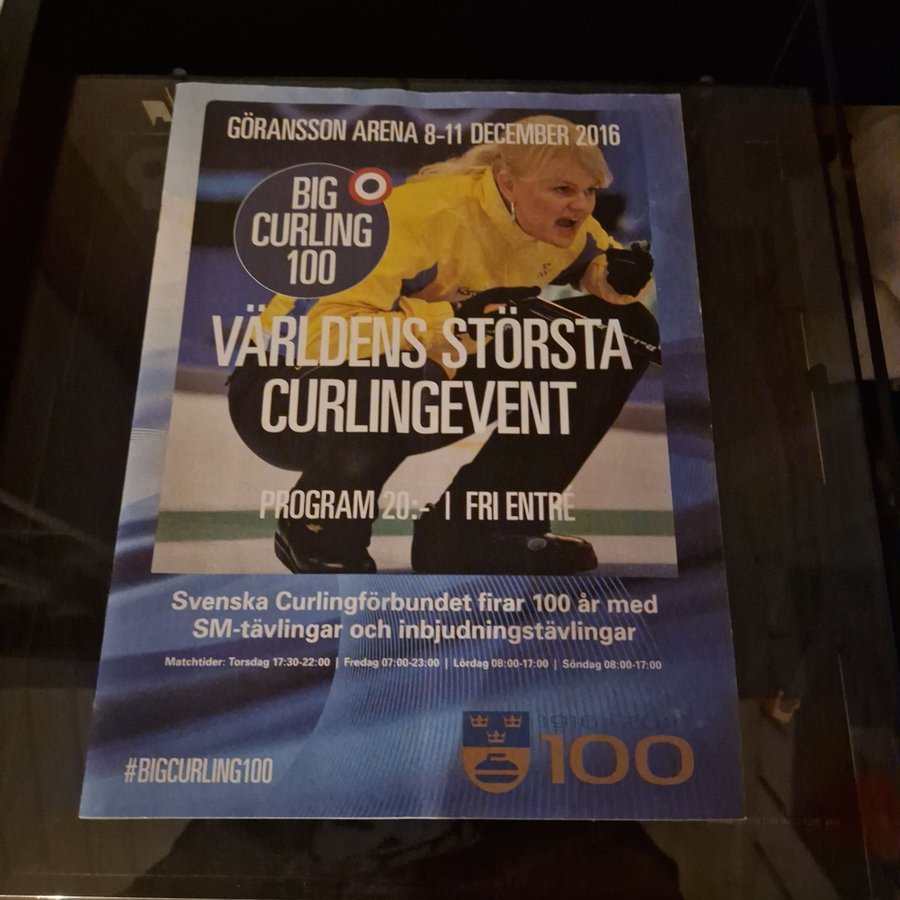 GÖRANSSON ARENA 8-11 DECEMBER 2016
BIG
CURLING
100
VÄRLDENS STÖRSTA
CURLINGEVENT
PROGRAM 20:- | FRI ENTRÉ
Svenska Curlingförbundet firar 100 år med
SM-tävlingar och inbjudningstävlingar
Matchtider: Torsdag 17:30-22:00 | Fredag 07:00-23:00 | Lördag 08:00-17:00 | Söndag 08:00-17:00
#BIGCURLING100
100